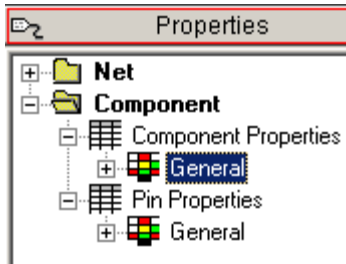 Properties
Net
Component
Component Properties
General
Pin Properties
General